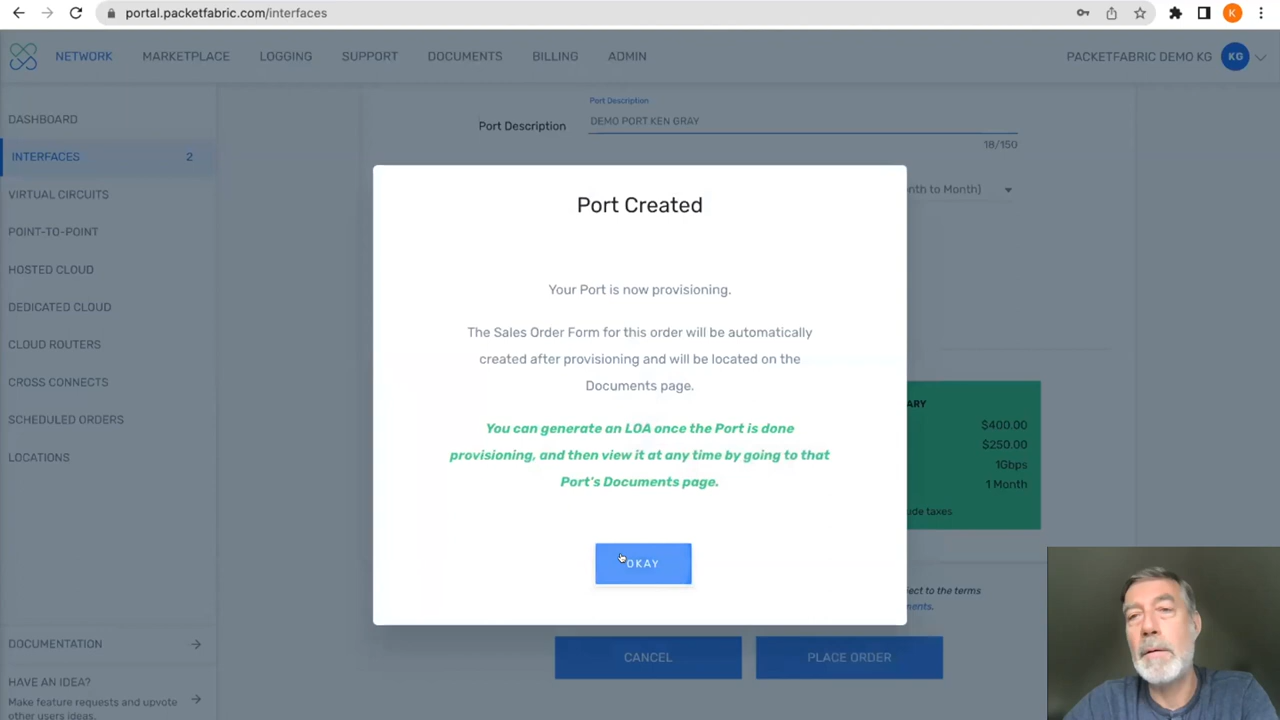 portal.packetfabric.com/interfaces
K
NETWORK MARKETPLACE LOGGING SUPPORT DOCUMENTS BILLING ADMIN PACKETFABRIC DEMO KG KG
DASHBOARD
INTERFACES 2
VIRTUAL CIRCUITS
POINT-TO-POINT
HOSTED CLOUD
DEDICATED CLOUD
CLOUD ROUTERS
CROSS CONNECTS
SCHEDULED ORDERS
LOCATIONS
DOCUMENTATION
HAVE AN IDEA?
Make feature requests and upvote
other users ideas.
Port Description
Port Description DEMO PORT KEN GRAY
18/150
onth to Month)
Port Created
Your Port is now provisioning.
The Sales Order Form for this order will be automatically
created after provisioning and will be located on the
Documents page.
You can generate an LOA once the Port is done
provisioning, and then view it at any time by going to that
Port's Documents page.
OKAY
ARY
$400.00
$250.00
1Gbps
1 Month
ude taxes
ject to the terms
ments.
CANCEL PLACE ORDER